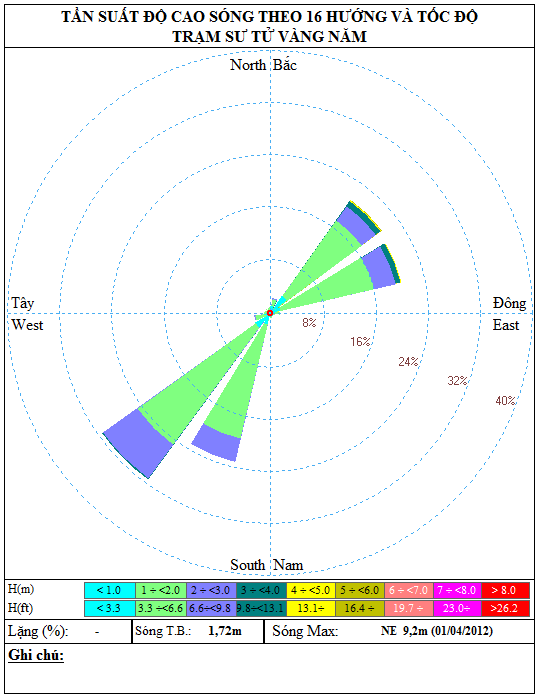 TẦN SUẤT ĐỘ CAO SÓNG THEO 16 HƯỚNG VÀ TỐC ĐỘ
TRẠM SƯ TỬ VÀNG NĂM
North Bắc
Tây
West
Đông
East
8%
16%
24%
32%
40%
South Nam
H(m) < 1.0 1 ÷ <2.0 2 ÷ <3.0 3 ÷ <4.0 4 ÷ <5.0 5 ÷ <6.0 6 ÷ <7.0 7 ÷ <8.0 > 8.0
H(ft) < 3.3 3.3 ÷<6.6 6.6÷<9.8 9.8÷<13.1 13.1÷ 16.4 ÷ 19.7 ÷ 23.0÷ >26.2
Lặng (%): - Sóng T.B.: 1,72m Sóng Max: NE 9,2m (01/04/2012)
Ghi chú: